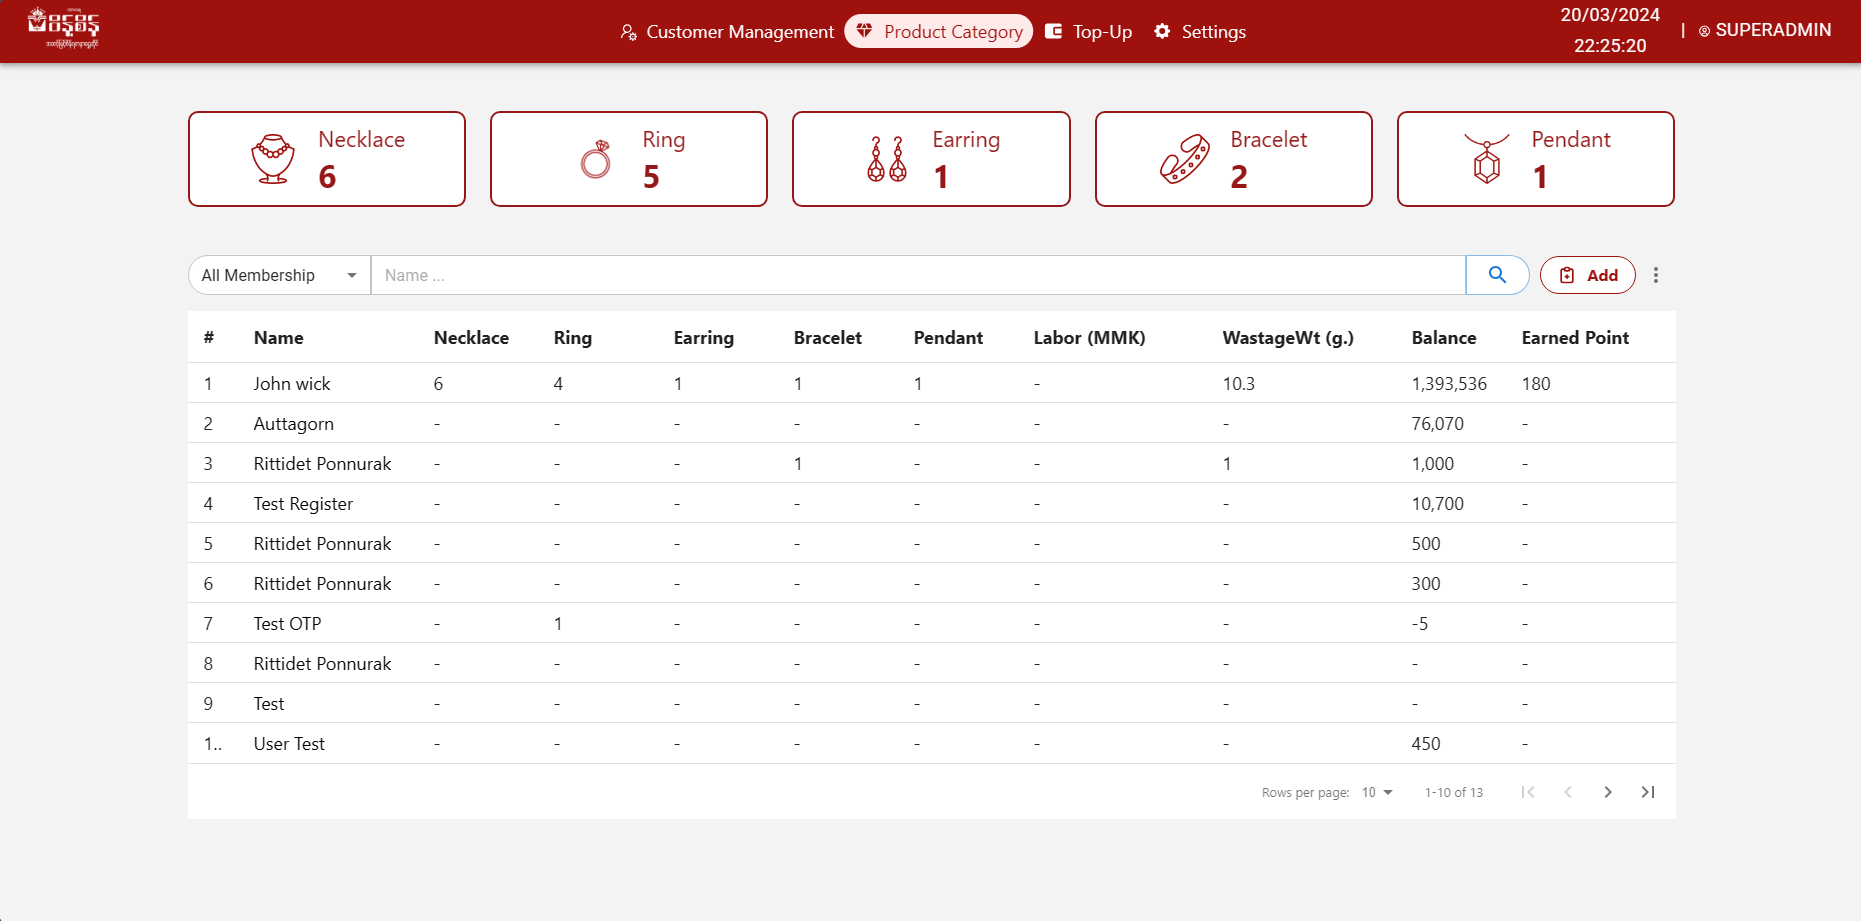 Customer Management Product Category Top-Up Settings 20/03/2024 22:25:20 | SUPERADMIN
Necklace 6
Ring 5
Earring 1
Bracelet 2
Pendant 1
All Membership Name ... Add
# Name Necklace Ring Earring Bracelet Pendant Labor (MMK) WastageWt (g.) Balance Earned Point
1 John wick 6 4 1 1 1 - 10.3 1,393,536 180
2 Auttagorn - - - - - - - 76,070 -
3 Rittidet Ponnurak - - - 1 - - 1 1,000 -
4 Test Register - - - - - - - 10,700 -
5 Rittidet Ponnurak - - - - - - - 500 -
6 Rittidet Ponnurak - - - - - - - 300 -
7 Test OTP - 1 - - - - - -5 -
8 Rittidet Ponnurak - - - - - - - - -
9 Test - - - - - - - - -
1.. User Test - - - - - - - 450 -
Rows per page: 10 1-10 of 13